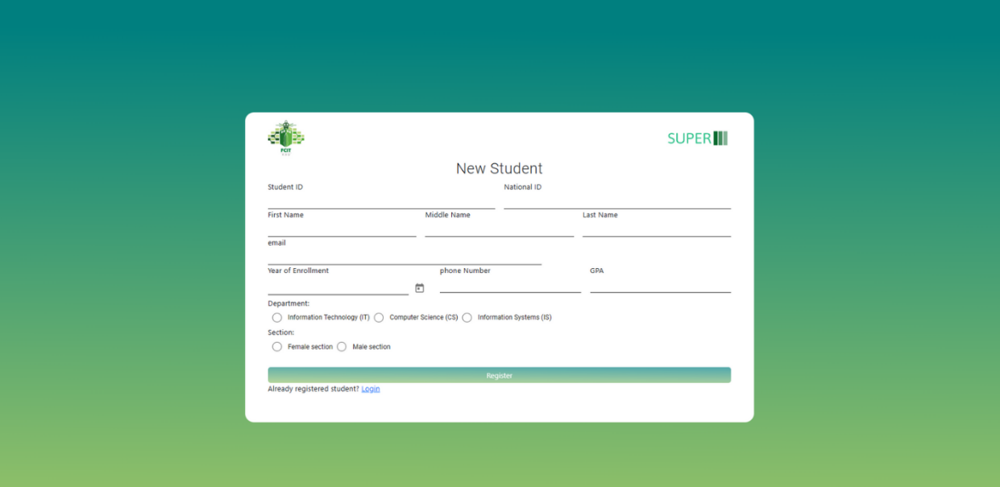 FCIT
SUPER
New Student
Student ID National ID
First Name Middle Name Last Name
email
Year of Enrollment phone Number GPA
Department:
Information Technology (IT) Computer Science (CS) Information Systems (IS)
Section:
Female section Male section
Register
Already registered student? Login